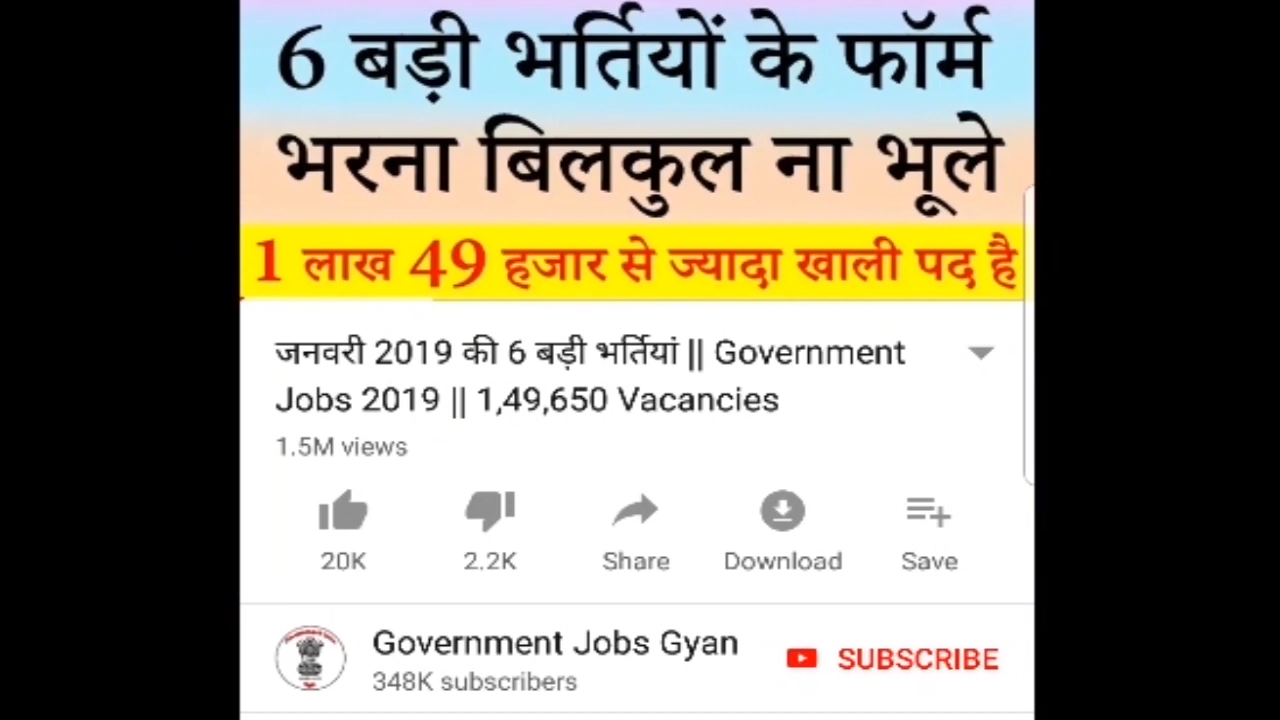 6 बड़ी भर्तियों के फॉर्म
भरना बिलकुल ना भूले
1 लाख 49 हजार से ज्यादा खाली पद है
जनवरी 2019 की 6 बड़ी भर्तियां || Government
Jobs 2019 || 1,49,650 Vacancies
1.5M views
20K 2.2K Share Download Save
Government Jobs Gyan
SUBSCRIBE
348K subscribers